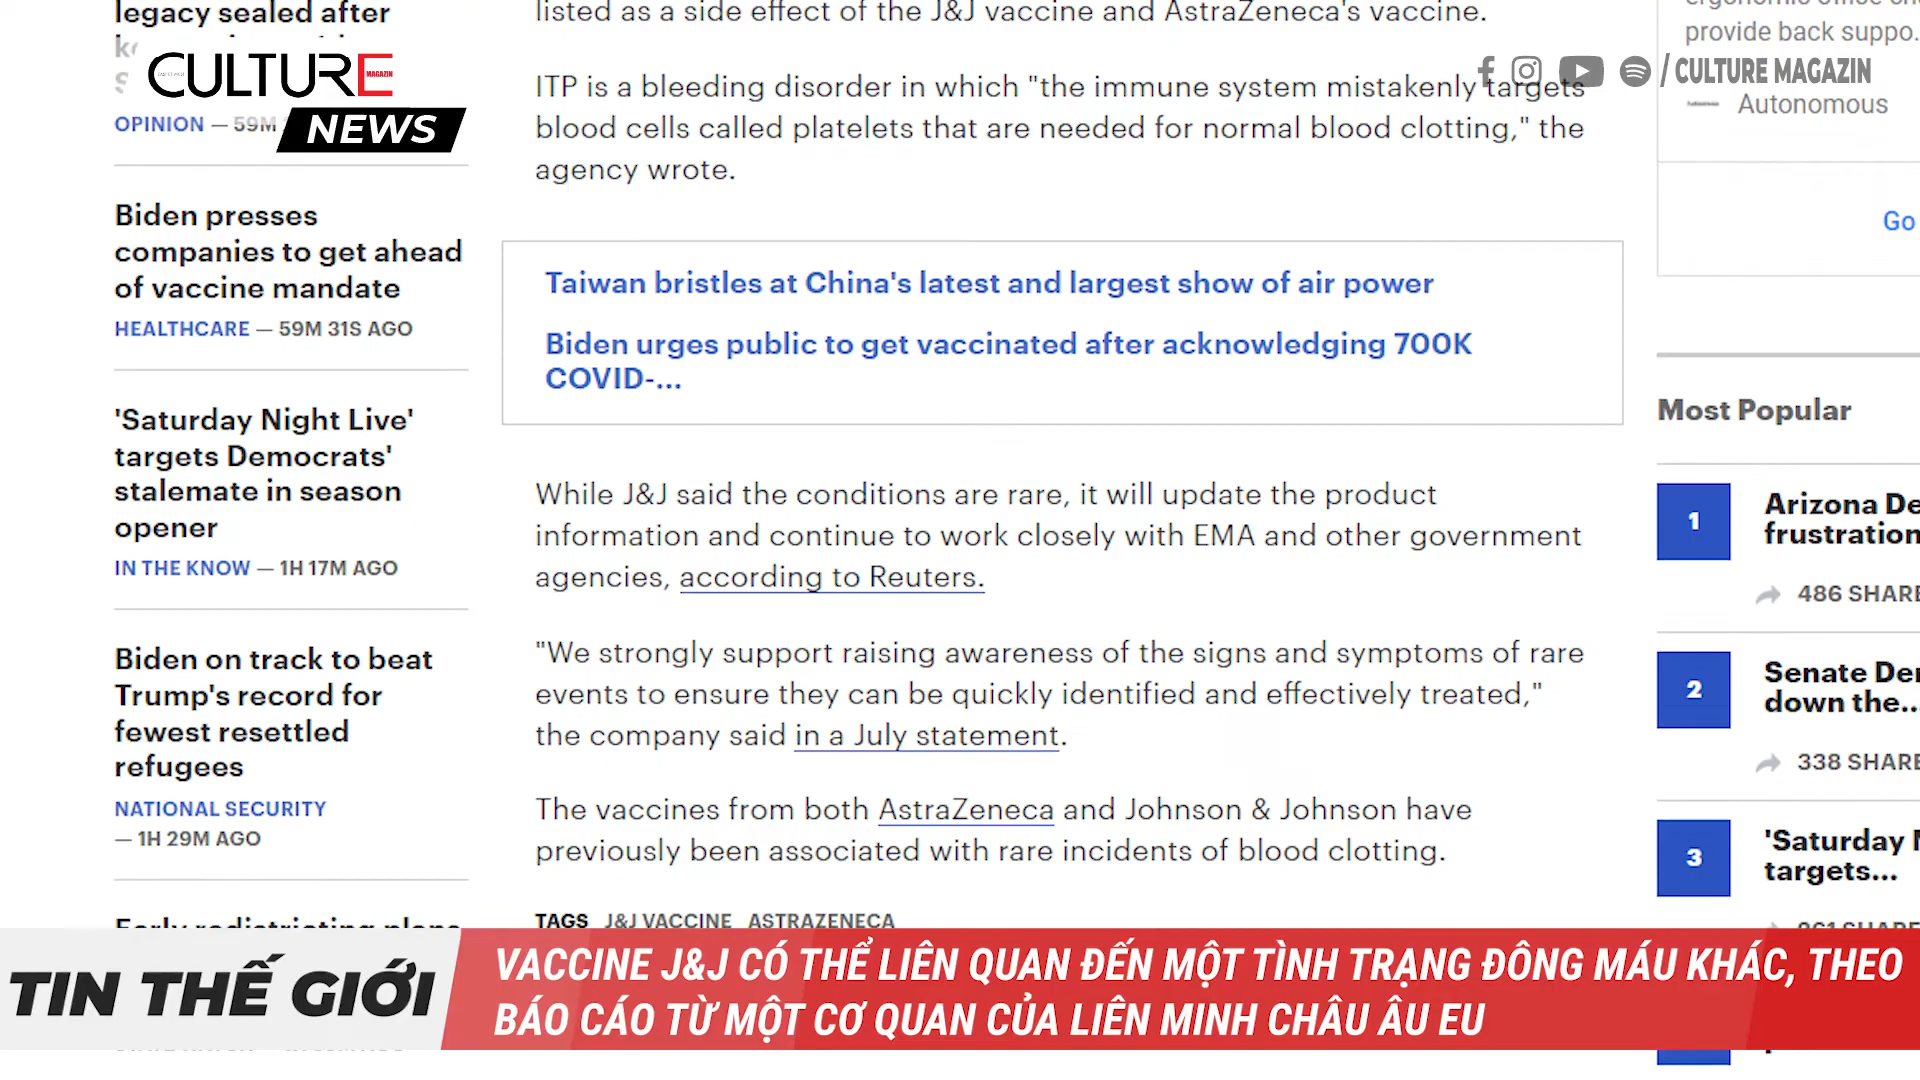 legacy sealed after
CULTURE
MAGAZIN
NEWS
OPINION — 59M
Biden presses
companies to get ahead
of vaccine mandate
HEALTHCARE — 59M 31S AGO
'Saturday Night Live'
targets Democrats'
stalemate in season
opener
IN THE KNOW — 1H 17M AGO
Biden on track to beat
Trump's record for
fewest resettled
refugees
NATIONAL SECURITY
— 1H 29M AGO
Early redistricting plans
listed as a side effect of the J&J vaccine and AstraZeneca's vaccine.
ITP is a bleeding disorder in which "the immune system mistakenly targets
blood cells called platelets that are needed for normal blood clotting," the
agency wrote.
Taiwan bristles at China's latest and largest show of air power
Biden urges public to get vaccinated after acknowledging 700K
COVID-...
While J&J said the conditions are rare, it will update the product
information and continue to work closely with EMA and other government
agencies, according to Reuters.
"We strongly support raising awareness of the signs and symptoms of rare
events to ensure they can be quickly identified and effectively treated,"
the company said in a July statement.
The vaccines from both AstraZeneca and Johnson & Johnson have
previously been associated with rare incidents of blood clotting.
TAGS J&J VACCINE ASTRAZENECA
provide back suppo...
/ CULTURE MAGAZIN
Autonomous
Go
Most Popular
1
Arizona De
frustration
486 SHARE
2
Senate Der
down the...
338 SHARE
3
'Saturday N
targets...
TIN THẾ GIỚI
VACCINE J&J CÓ THỂ LIÊN QUAN ĐẾN MỘT TÌNH TRẠNG ĐÔNG MÁU KHÁC, THEO
BÁO CÁO TỪ MỘT CƠ QUAN CỦA LIÊN MINH CHÂU ÂU EU